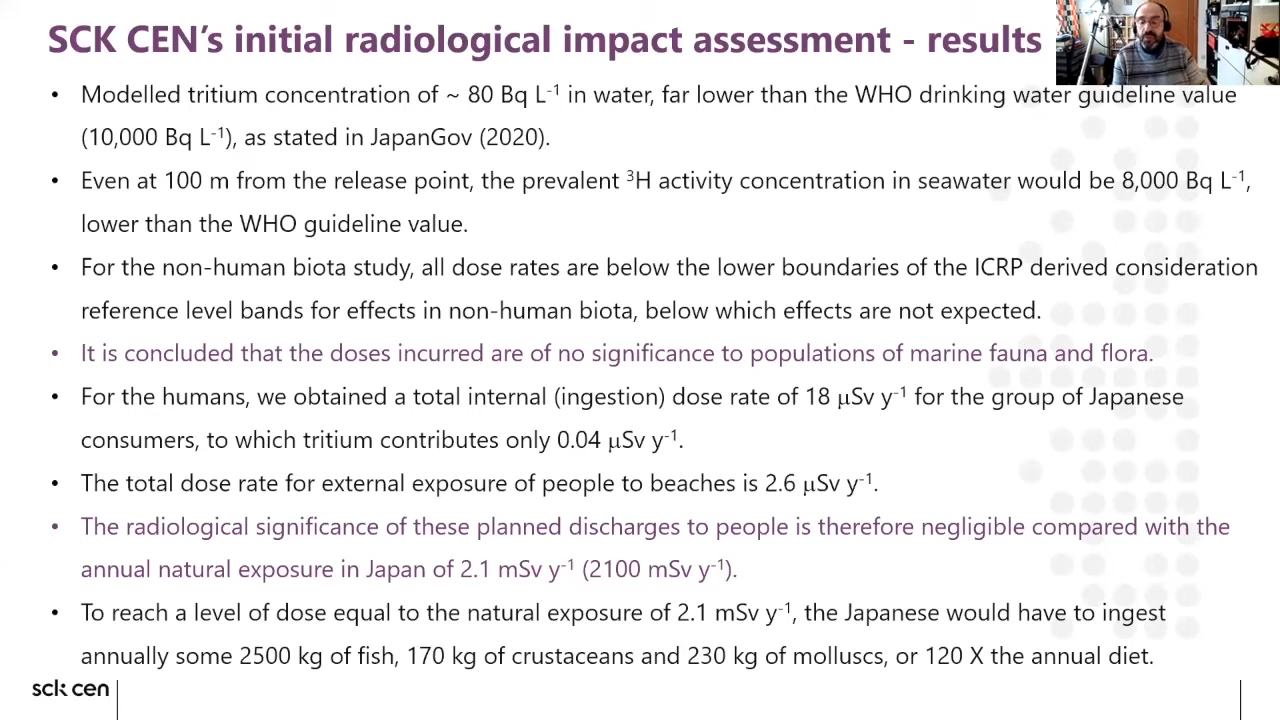 SCK CEN’s initial radiological impact assessment - results
• Modelled tritium concentration of ~ 80 Bq L⁻¹ in water, far lower than the WHO drinking water guideline value
(10,000 Bq L⁻¹), as stated in JapanGov (2020).
• Even at 100 m from the release point, the prevalent ³H activity concentration in seawater would be 8,000 Bq L⁻¹,
lower than the WHO guideline value.
• For the non-human biota study, all dose rates are below the lower boundaries of the ICRP derived consideration
reference level bands for effects in non-human biota, below which effects are not expected.
• It is concluded that the doses incurred are of no significance to populations of marine fauna and flora.
• For the humans, we obtained a total internal (ingestion) dose rate of 18 μSv y⁻¹ for the group of Japanese
consumers, to which tritium contributes only 0.04 μSv y⁻¹.
• The total dose rate for external exposure of people to beaches is 2.6 μSv y⁻¹.
• The radiological significance of these planned discharges to people is therefore negligible compared with the
annual natural exposure in Japan of 2.1 mSv y⁻¹ (2100 mSv y⁻¹).
• To reach a level of dose equal to the natural exposure of 2.1 mSv y⁻¹, the Japanese would have to ingest
annually some 2500 kg of fish, 170 kg of crustaceans and 230 kg of molluscs, or 120 X the annual diet.
sck cen